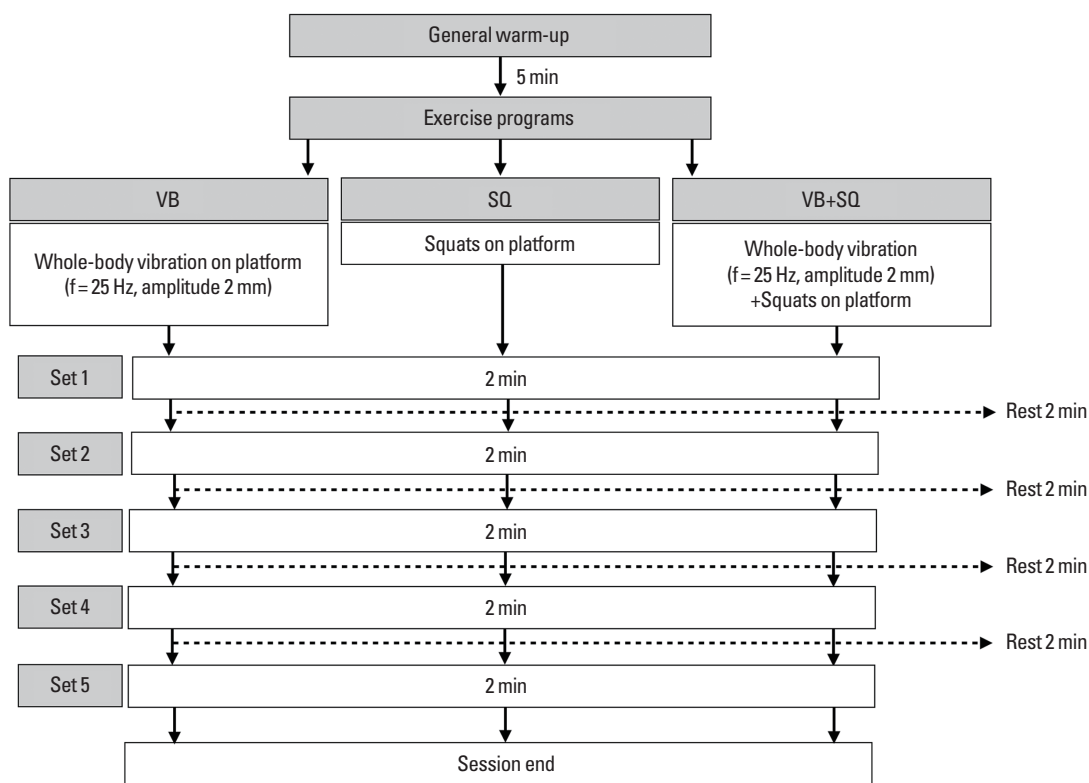 General warm-up
5 min
Exercise programs
VB
SQ
VB+SQ
Whole-body vibration on platform
(f = 25 Hz, amplitude 2 mm)
Squats on platform
Whole-body vibration
(f = 25 Hz, amplitude 2 mm)
+Squats on platform
Set 1
2 min
Rest 2 min
Set 2
2 min
Rest 2 min
Set 3
2 min
Rest 2 min
Set 4
2 min
Rest 2 min
Set 5
2 min
Session end